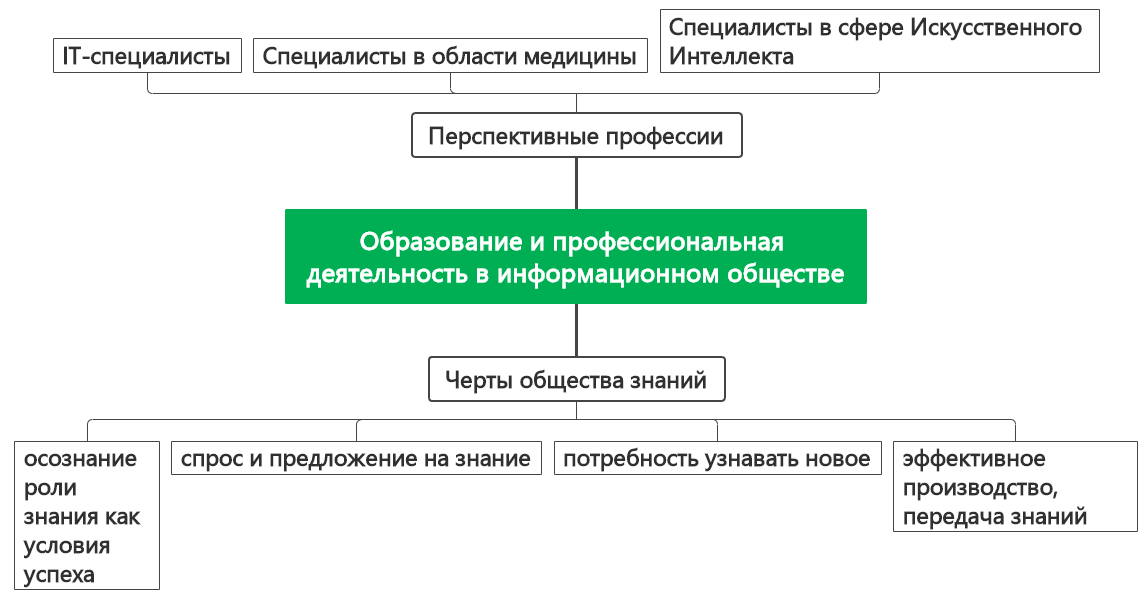 IT-специалисты
Специалисты в области медицины
Специалисты в сфере Искусственного
Интеллекта
Перспективные профессии
Образование и профессиональная
деятельность в информационном обществе
Черты общества знаний
осознание
роли
знания как
условия
успеха
спрос и предложение на знание
потребность узнавать новое
эффективное
производство,
передача знаний